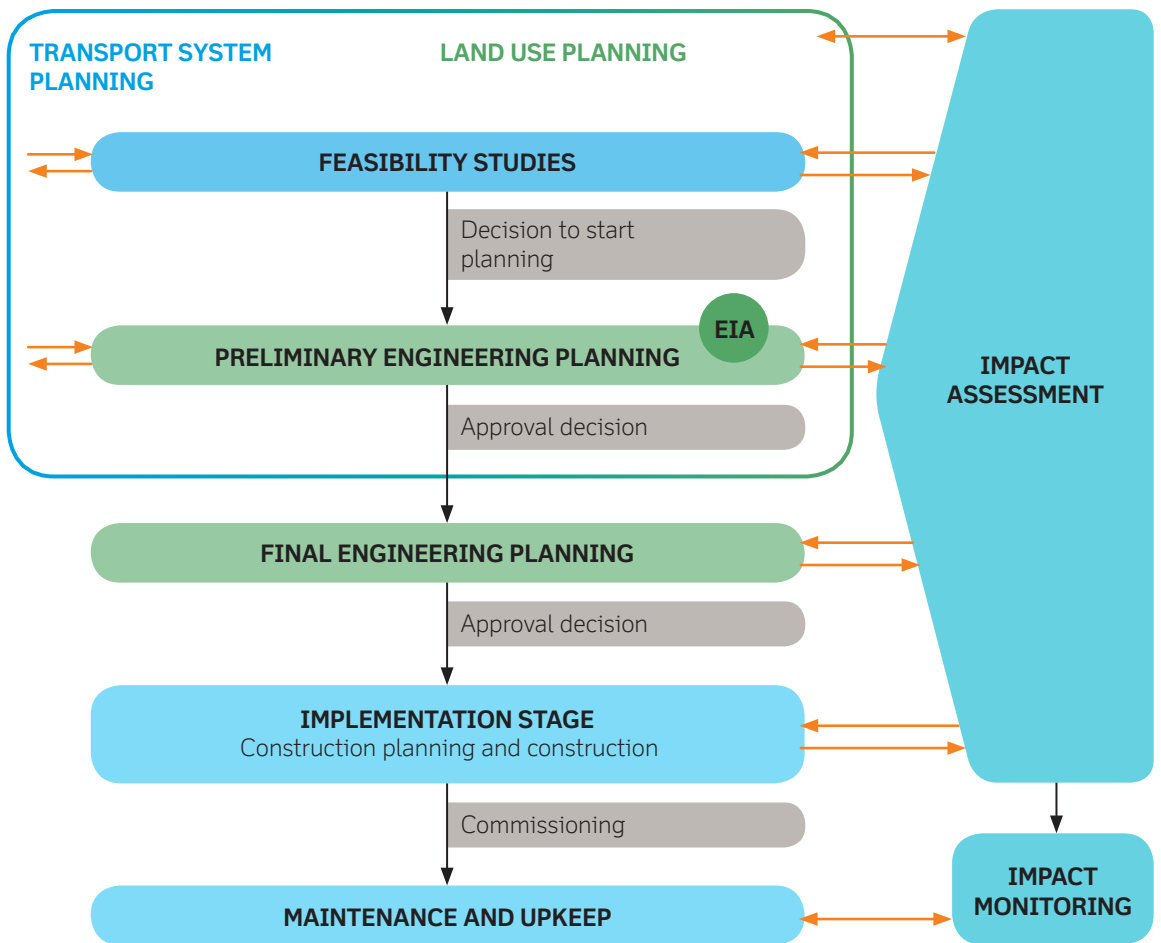 TRANSPORT SYSTEM
PLANNING
LAND USE PLANNING
FEASIBILITY STUDIES
Decision to start
planning
EIA
PRELIMINARY ENGINEERING PLANNING
Approval decision
IMPACT
ASSESSMENT
FINAL ENGINEERING PLANNING
Approval decision
IMPLEMENTATION STAGE
Construction planning and construction
Commissioning
MAINTENANCE AND UPKEEP
IMPACT
MONITORING